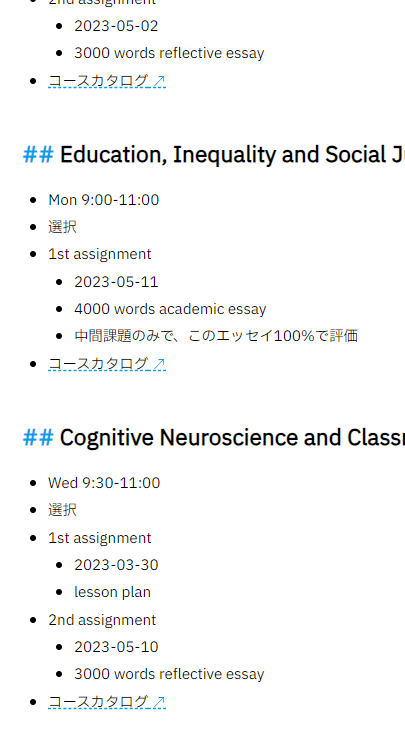 2nd assignment
2023-05-02
3000 words reflective essay
コースカタログ ↗
## Education, Inequality and Social
Mon 9:00-11:00
選択
1st assignment
2023-05-11
4000 words academic essay
中間課題のみで、このエッセイ100%で評価
コースカタログ ↗
## Cognitive Neuroscience and
Wed 9:30-11:00
選択
1st assignment
2023-03-30
lesson plan
2nd assignment
2023-05-10
3000 words reflective essay
コースカタログ ↗